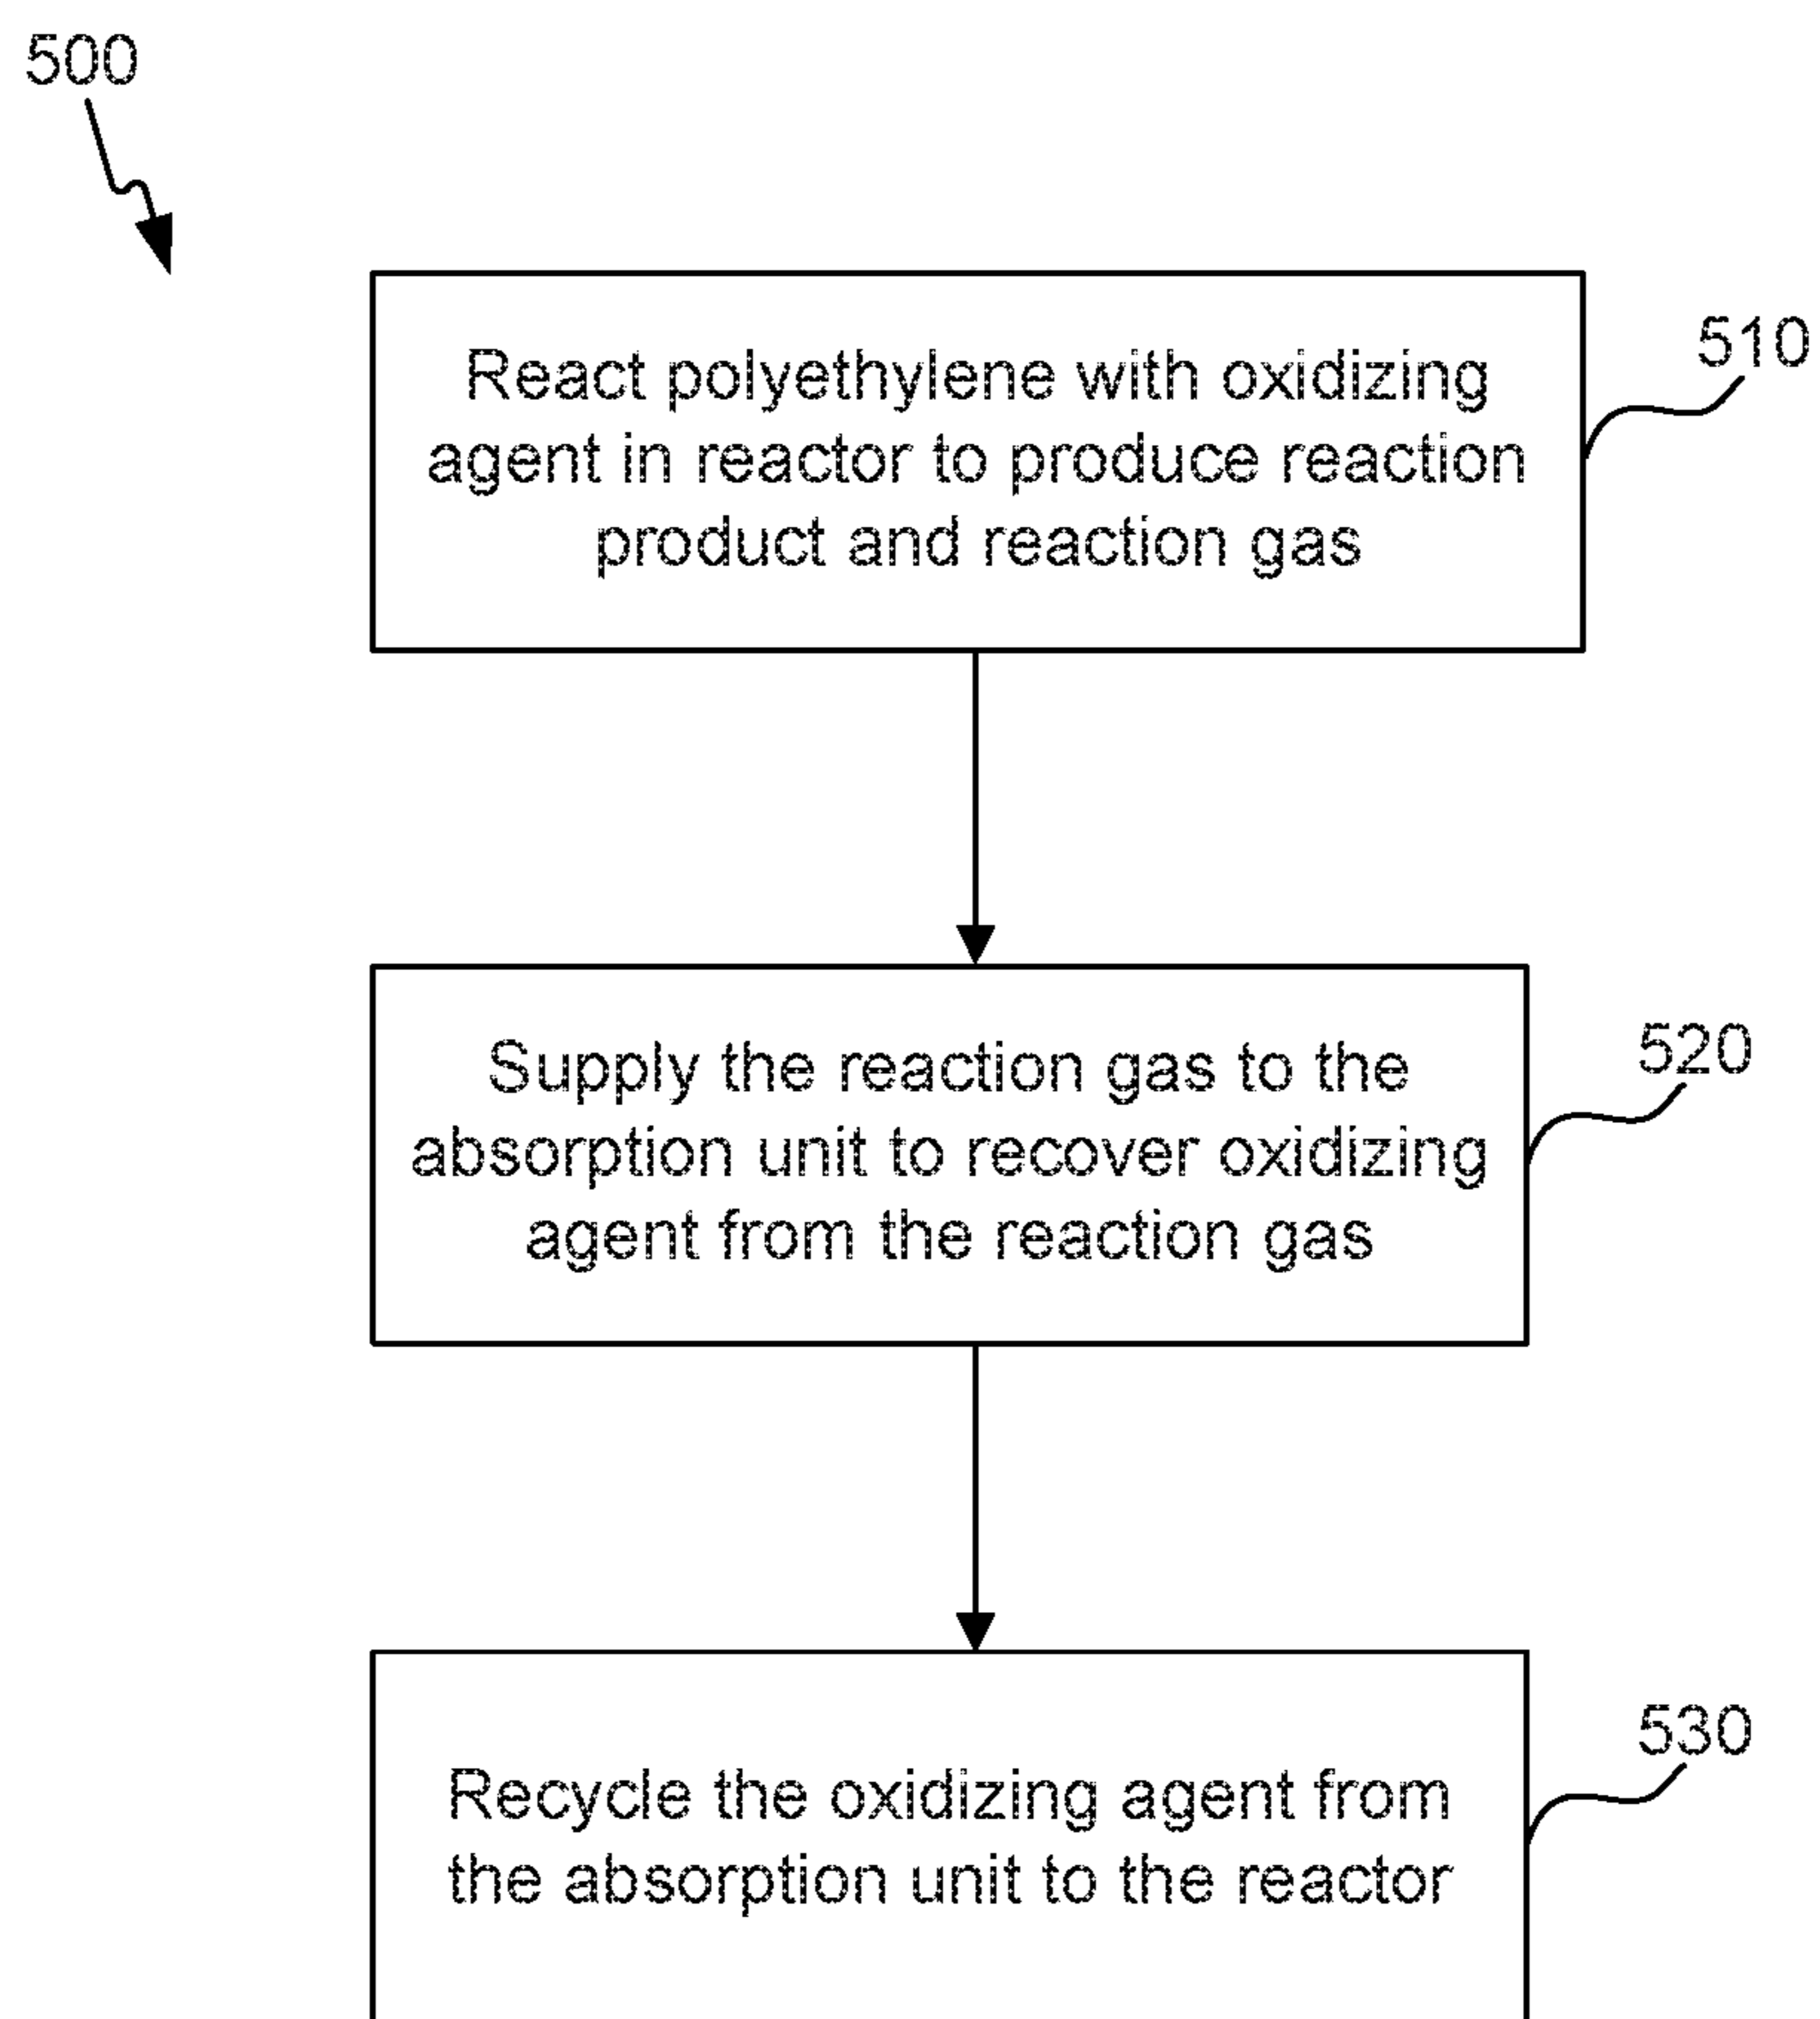 500
React polyethylene with oxidizing
agent in reactor to produce reaction
product and reaction gas
510
Supply the reaction gas to the
absorption unit to recover oxidizing
agent from the reaction gas
520
Recycle the oxidizing agent from
the absorption unit to the reactor
530